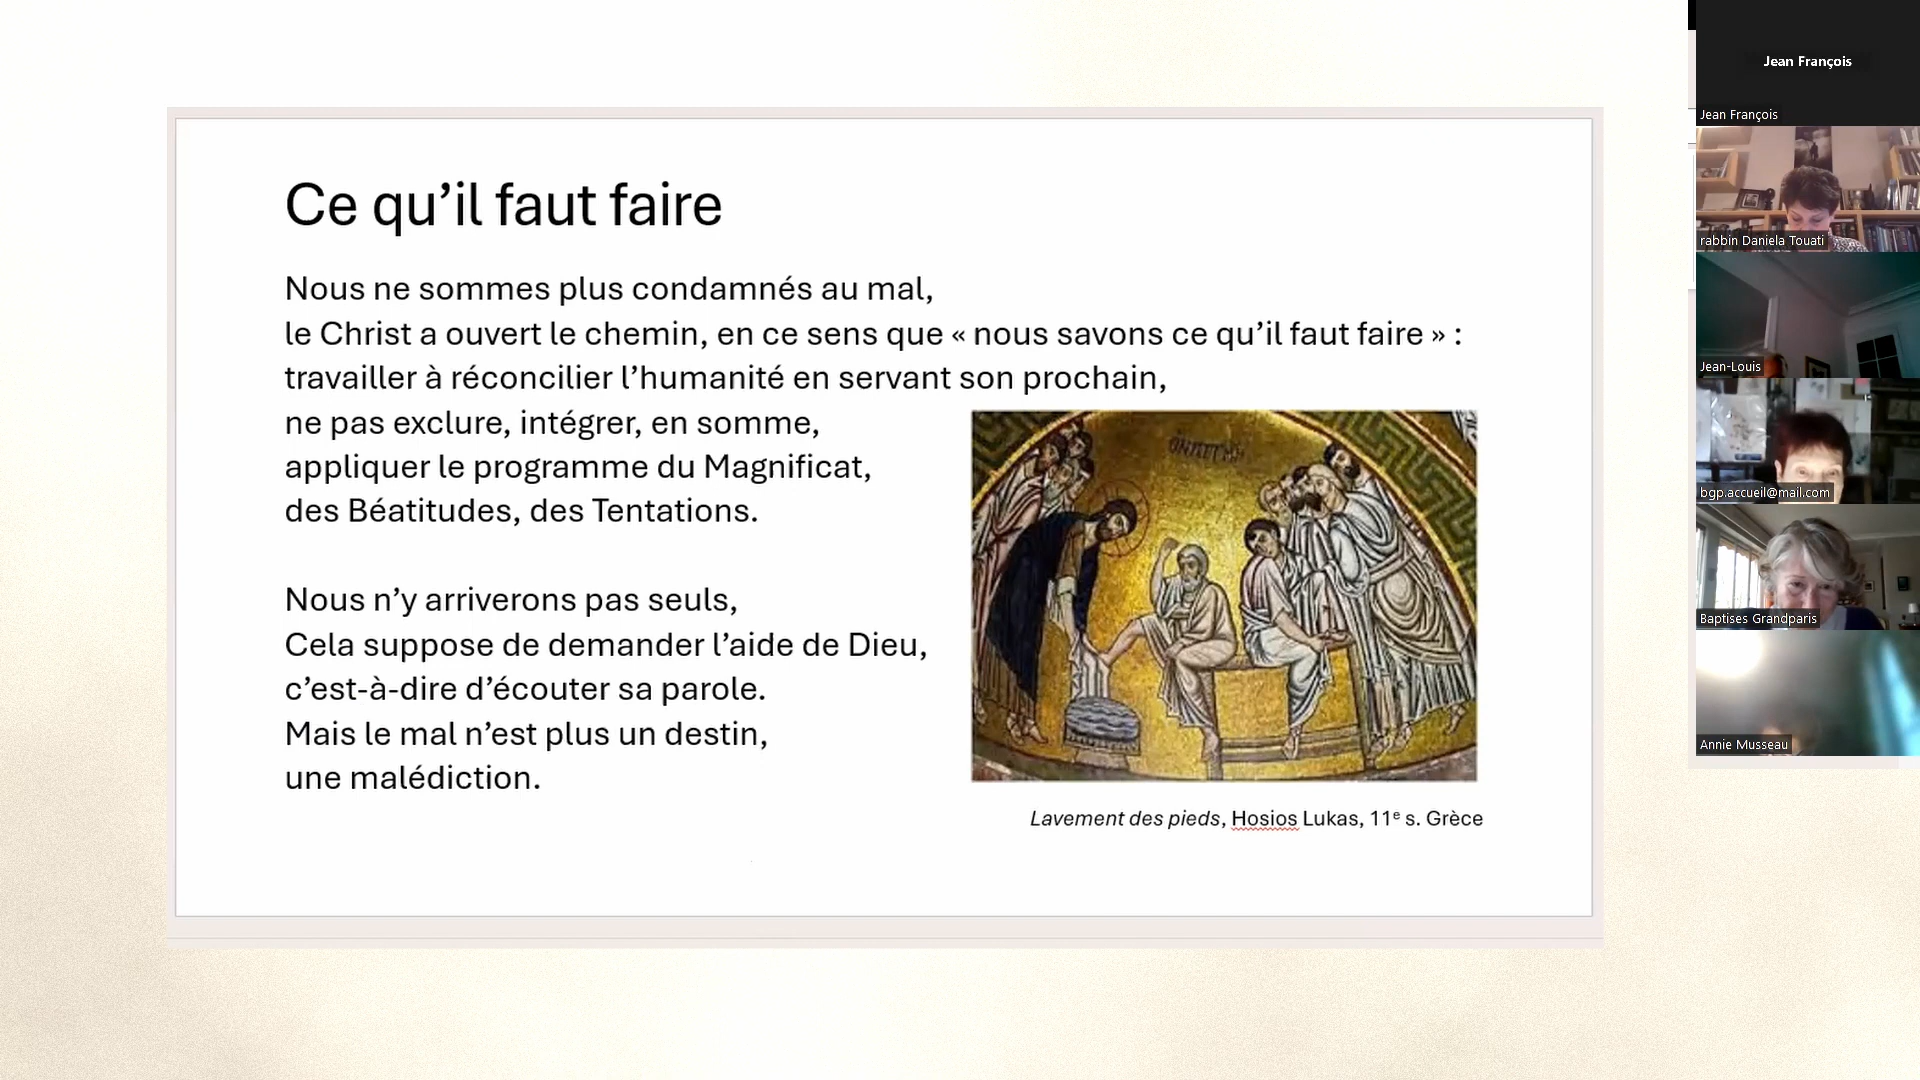 Ce qu’il faut faire
Nous ne sommes plus condamnés au mal,
le Christ a ouvert le chemin, en ce sens que « nous savons ce qu’il faut faire » :
travailler à réconcilier l’humanité en servant son prochain,
ne pas exclure, intégrer, en somme,
appliquer le programme du Magnificat,
des Béatitudes, des Tentations.
Nous n’y arriverons pas seuls,
Cela suppose de demander l’aide de Dieu,
c’est-à-dire d’écouter sa parole.
Mais le mal n’est plus un destin,
une malédiction.
Lavement des pieds, Hosios Lukas, 11ᵉ s. Grèce
Jean François
Jean François
rabbin Daniela Touati
Jean-Louis
bgp.accueil@mail.com
Baptises Grandparis
Annie Musseau